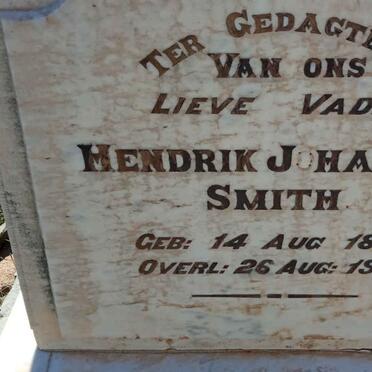 TER GEDAGTE
VAN ONS
LIEVE VAD
HENDRIK JOHA
SMITH
GEB: 14 AUG 18
OVERL: 26 AUG: 19